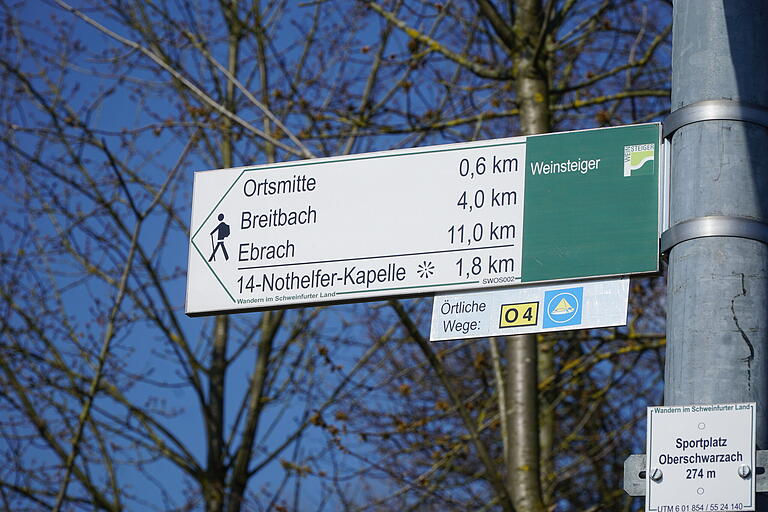 Ortsmitte 0,6 km
Breitbach 4,0 km
Ebrach 11,0 km
14-Nothelfer-Kapelle 1,8 km
Wandern im Schweinfurter Land
SWOS002
Weinsteiger
WEINSTEIGER
Örtliche
Wege: O 4
Wandern im Schweinfurter Land
Sportplatz
Oberschwarzach
274 m
UTM 6 01 854 / 55 24 140